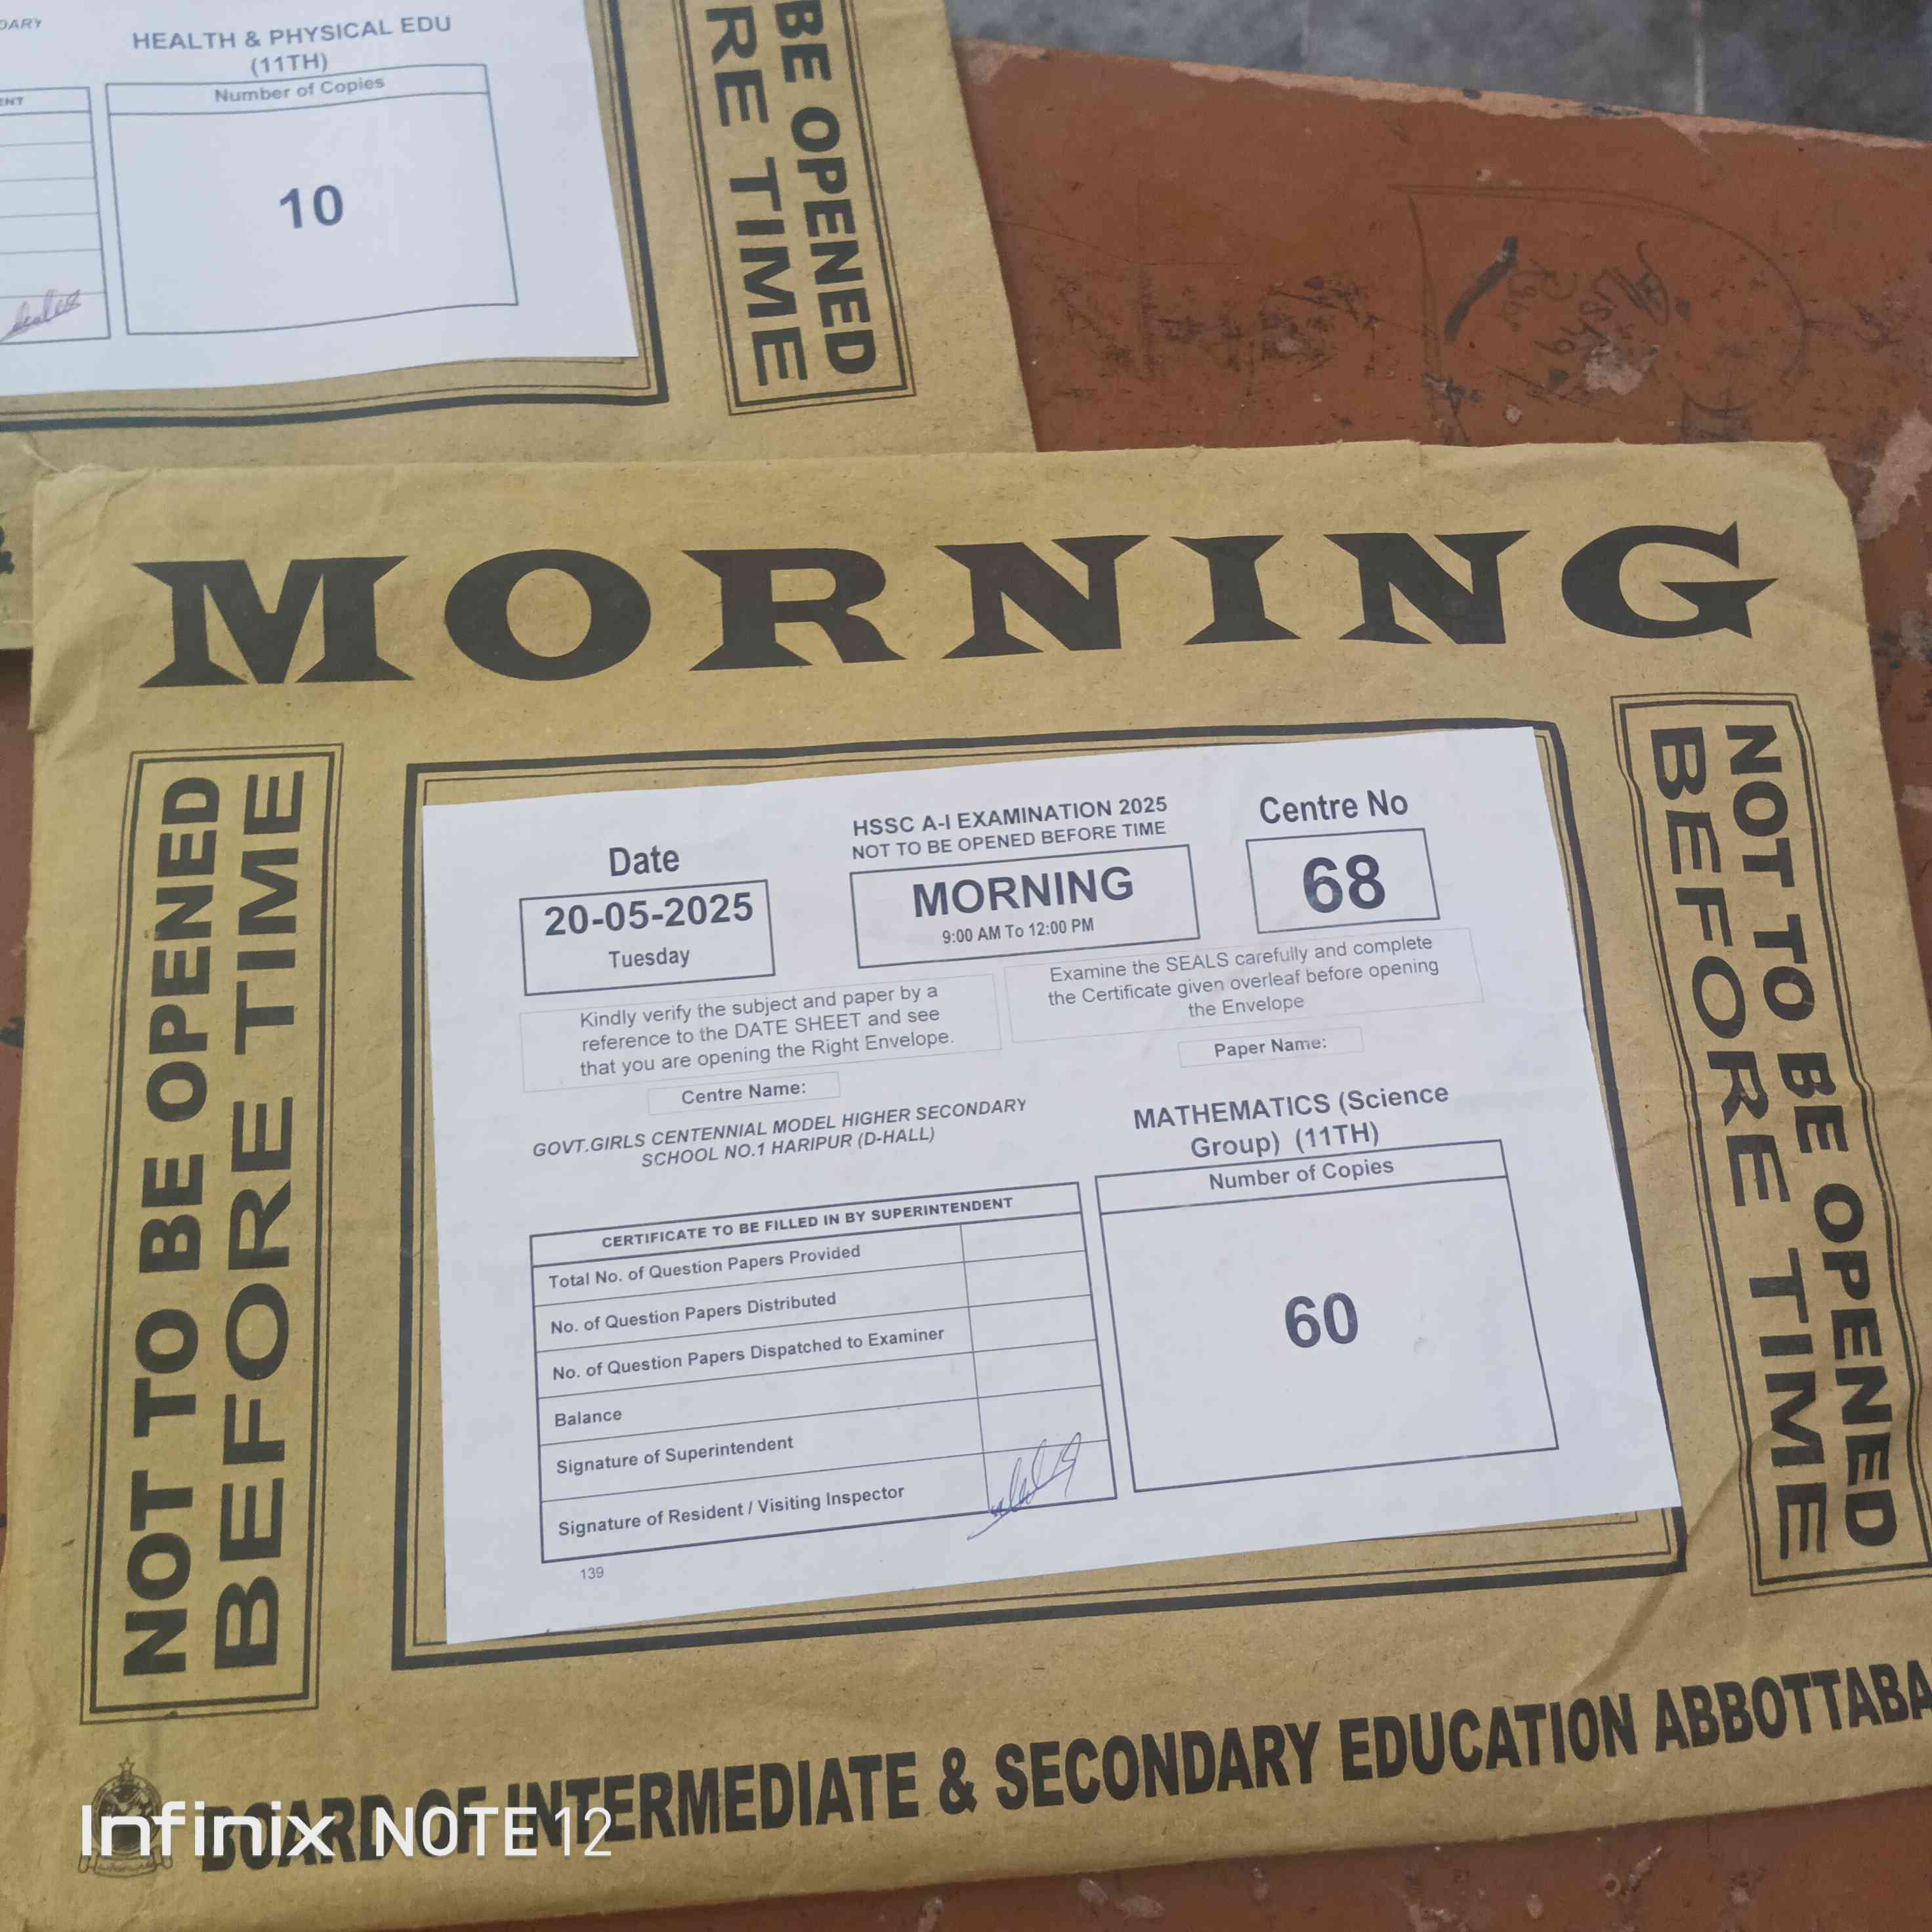 DARY
HEALTH & PHYSICAL EDU
(11TH)
ENT
Number of Copies
10
BE OPENED
RE TIME
MORNING
NOT TO BE OPENED
BEFORE TIME
Date
20-05-2025
Tuesday
HSSC A-I EXAMINATION 2025
NOT TO BE OPENED BEFORE TIME
MORNING
9:00 AM To 12:00 PM
Centre No
68
Kindly verify the subject and paper by a
reference to the DATE SHEET and see
that you are opening the Right Envelope.
Examine the SEALS carefully and complete
the Certificate given overleaf before opening
the Envelope
Centre Name:
GOVT.GIRLS CENTENNIAL MODEL HIGHER SECONDARY
SCHOOL NO.1 HARIPUR (D-HALL)
Paper Name:
MATHEMATICS (Science
Group) (11TH)
CERTIFICATE TO BE FILLED IN BY SUPERINTENDENT
Total No. of Question Papers Provided
No. of Question Papers Distributed
No. of Question Papers Dispatched to Examiner
Balance
Signature of Superintendent
Signature of Resident / Visiting Inspector
139
Number of Copies
60
NOT TO BE OPENED
BEFORE TIME
BOARD OF INTERMEDIATE & SECONDARY EDUCATION ABBOTTABA
Infinix NOTE 12